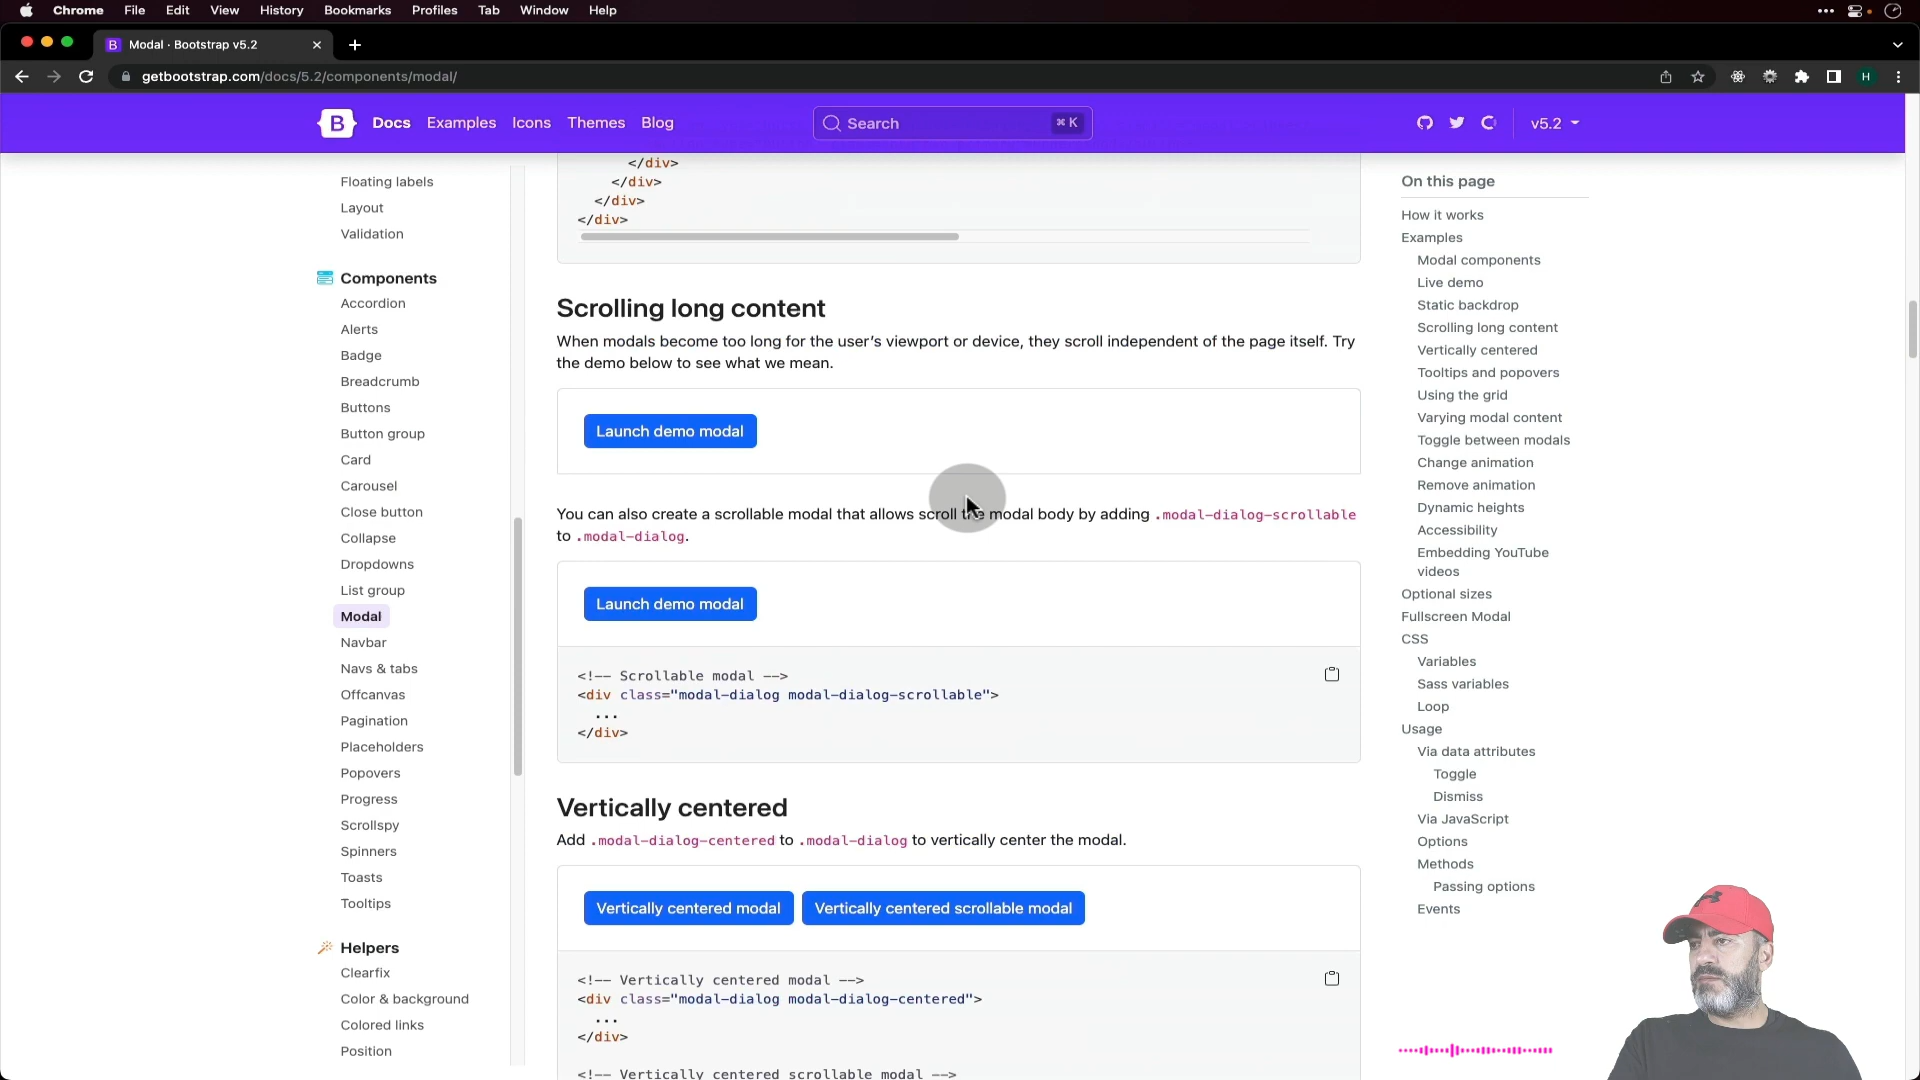 Chrome File Edit View History Bookmarks Profiles Tab Window Help
B Modal · Bootstrap v5.2
getbootstrap.com/docs/5.2/components/modal/
H
B Docs Examples Icons Themes Blog
Search ⌘ K
v5.2
Floating labels
Layout
Validation
Components
Accordion
Alerts
Badge
Breadcrumb
Buttons
Button group
Card
Carousel
Close button
Collapse
Dropdowns
List group
Modal
Navbar
Navs & tabs
Offcanvas
Pagination
Placeholders
Popovers
Progress
Scrollspy
Spinners
Toasts
Tooltips
Helpers
Clearfix
Color & background
Colored links
Position
</div>
</div>
</div>
</div>
Scrolling long content
When modals become too long for the user’s viewport or device, they scroll independent of the page itself. Try
the demo below to see what we mean.
Launch demo modal
You can also create a scrollable modal that allows scroll the modal body by adding .modal-dialog-scrollable
to .modal-dialog.
Launch demo modal
<!-- Scrollable modal -->
<div class="modal-dialog modal-dialog-scrollable">
...
</div>
Vertically centered
Add .modal-dialog-centered to .modal-dialog to vertically center the modal.
Vertically centered modal
Vertically centered scrollable modal
<!-- Vertically centered modal -->
<div class="modal-dialog modal-dialog-centered">
...
</div>
<!-- Vertically centered scrollable modal -->
On this page
How it works
Examples
Modal components
Live demo
Static backdrop
Scrolling long content
Vertically centered
Tooltips and popovers
Using the grid
Varying modal content
Toggle between modals
Change animation
Remove animation
Dynamic heights
Accessibility
Embedding YouTube
videos
Optional sizes
Fullscreen Modal
CSS
Variables
Sass variables
Loop
Usage
Via data attributes
Toggle
Dismiss
Via JavaScript
Options
Methods
Passing options
Events